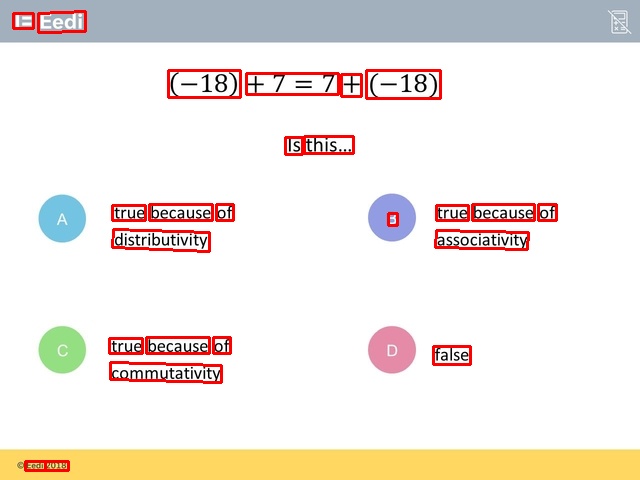 Eedi
(−18) + 7 = 7 + (−18)
Is this...
A true because of distributivity
B true because of associativity
C true because of commutativity
D false
© Eedi 2018